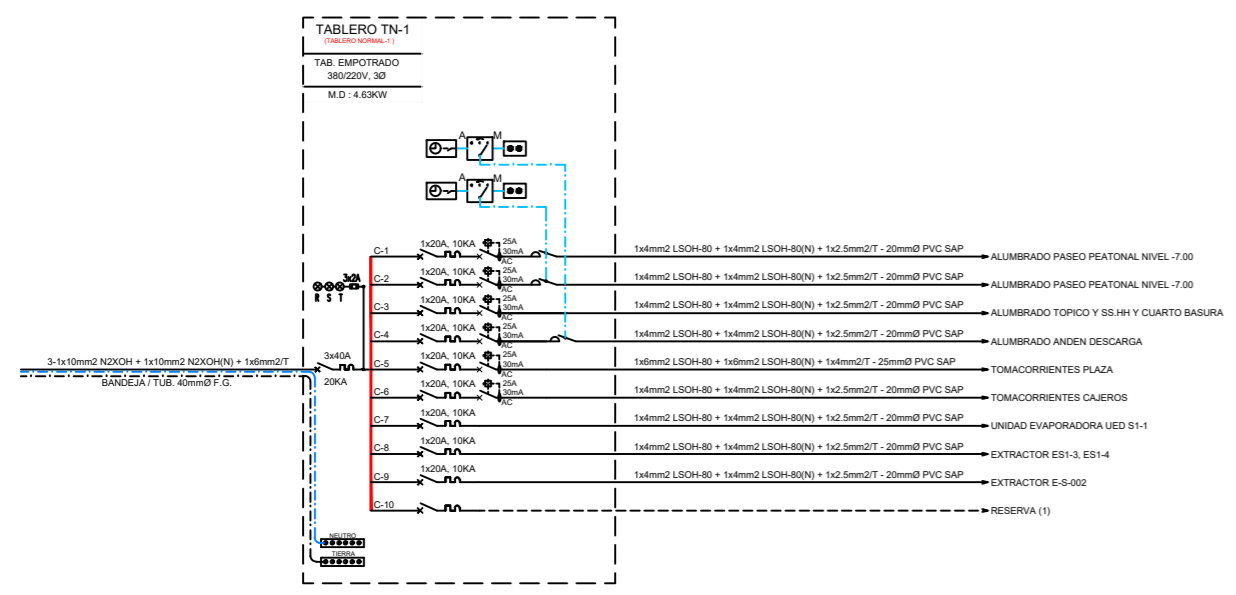 TABLERO TN-1
(TABLERO NORMAL-1 )
TAB. EMPOTRADO
380/220V, 3Ø
M.D : 4.63KW
A M
A M
C-1 1x20A, 10KA 25A 30mA AC 1x4mm2 LSOH-80 + 1x4mm2 LSOH-80(N) + 1x2.5mm2/T - 20mmØ PVC SAP ALUMBRADO PASEO PEATONAL NIVEL -7.00
C-2 1x20A, 10KA 25A 30mA AC 1x4mm2 LSOH-80 + 1x4mm2 LSOH-80(N) + 1x2.5mm2/T - 20mmØ PVC SAP ALUMBRADO PASEO PEATONAL NIVEL -7.00
3x2A
R S T
C-3 1x20A, 10KA 25A 30mA AC 1x4mm2 LSOH-80 + 1x4mm2 LSOH-80(N) + 1x2.5mm2/T - 20mmØ PVC SAP ALUMBRADO TOPICO Y SS.HH Y CUARTO BASURA
C-4 1x20A, 10KA 25A 30mA AC 1x4mm2 LSOH-80 + 1x4mm2 LSOH-80(N) + 1x2.5mm2/T - 20mmØ PVC SAP ALUMBRADO ANDEN DESCARGA
3-1x10mm2 N2XOH + 1x10mm2 N2XOH(N) + 1x6mm2/T
BANDEJA / TUB. 40mmØ F.G.
3x40A
20KA
C-5 1x20A, 10KA 25A 30mA AC 1x6mm2 LSOH-80 + 1x6mm2 LSOH-80(N) + 1x4mm2/T - 25mmØ PVC SAP TOMACORRIENTES PLAZA
C-6 1x20A, 10KA 25A 30mA AC 1x4mm2 LSOH-80 + 1x4mm2 LSOH-80(N) + 1x2.5mm2/T - 20mmØ PVC SAP TOMACORRIENTES CAJEROS
C-7 1x20A, 10KA 1x4mm2 LSOH-80 + 1x4mm2 LSOH-80(N) + 1x2.5mm2/T - 20mmØ PVC SAP UNIDAD EVAPORADORA UED S1-1
C-8 1x20A, 10KA 1x4mm2 LSOH-80 + 1x4mm2 LSOH-80(N) + 1x2.5mm2/T - 20mmØ PVC SAP EXTRACTOR ES1-3, ES1-4
C-9 1x20A, 10KA 1x4mm2 LSOH-80 + 1x4mm2 LSOH-80(N) + 1x2.5mm2/T - 20mmØ PVC SAP EXTRACTOR E-S-002
C-10 RESERVA (1)
NEUTRO
TIERRA